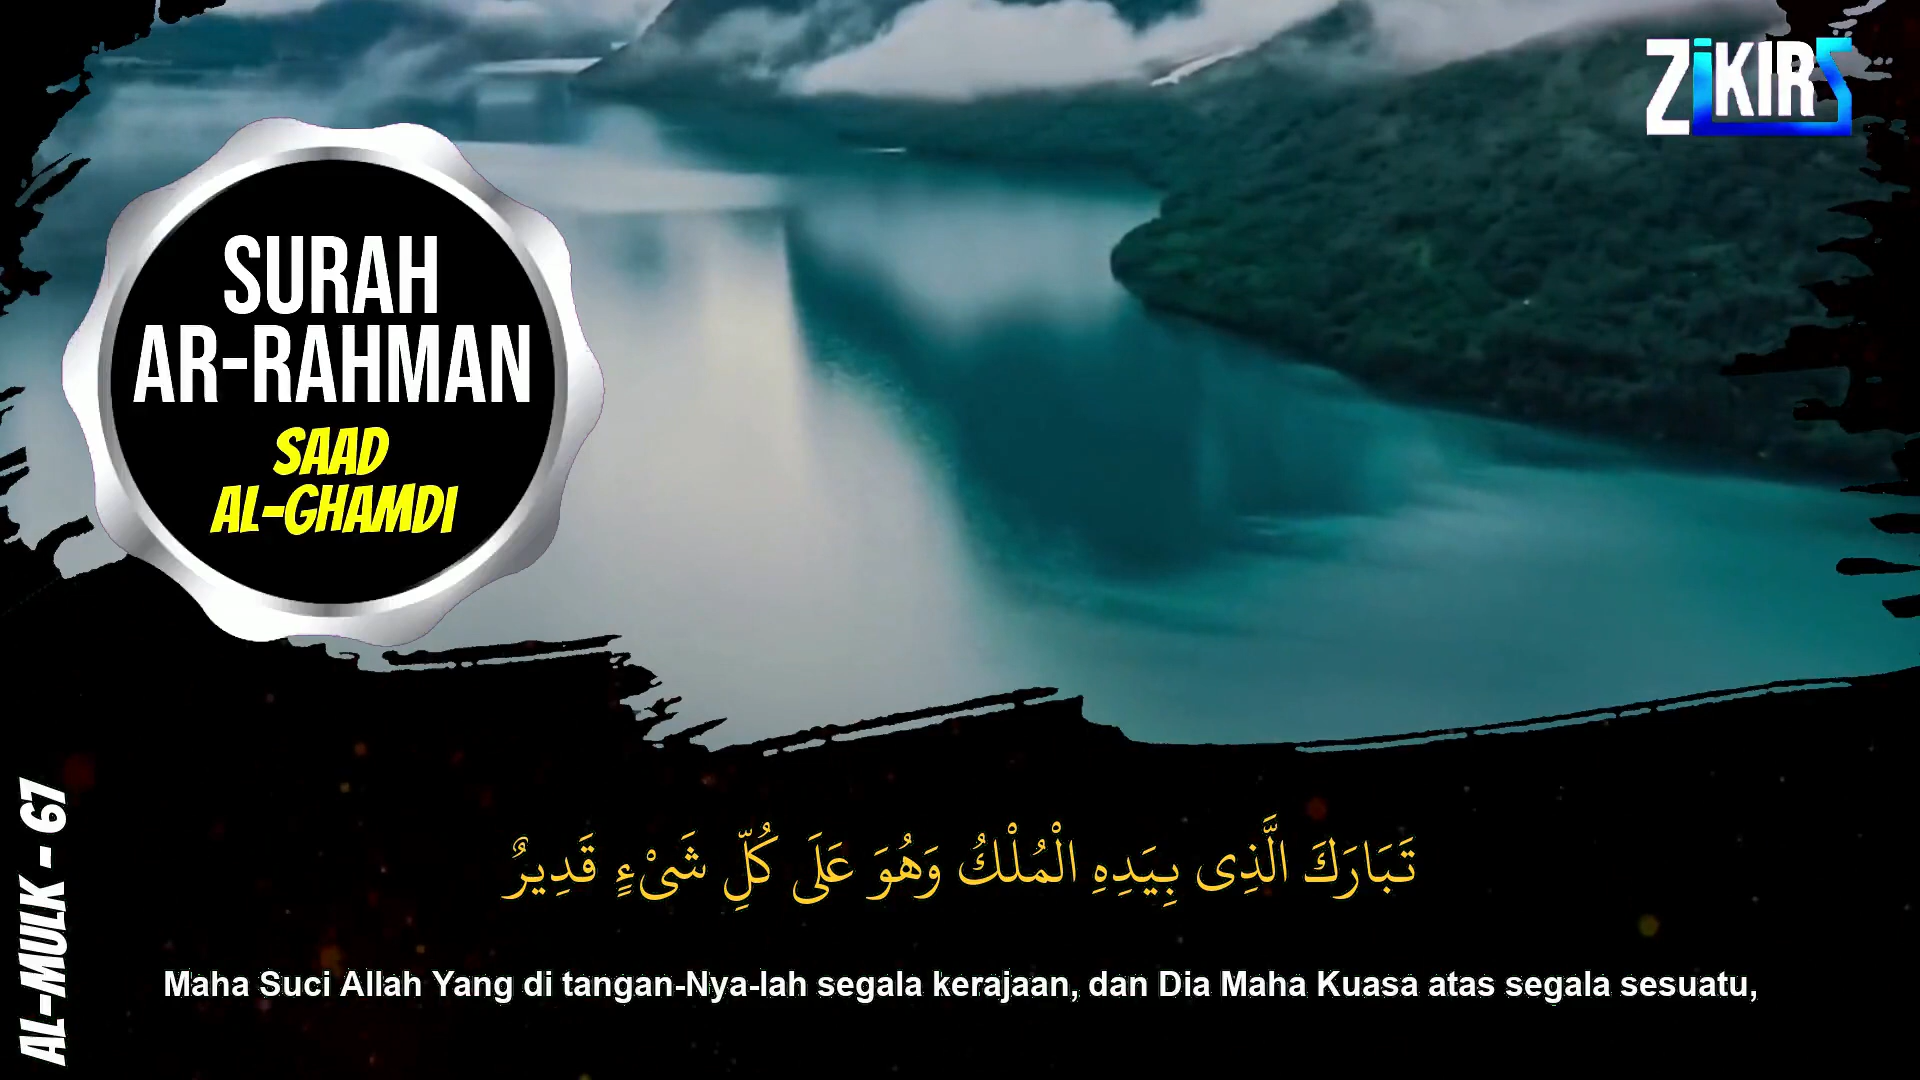 ZiKIRS
SURAH
AR-RAHMAN
SAAD
AL-GHAMDI
AL-MULK - 67
تَبَارَكَ الَّذِى بِيَدِهِ الْمُلْكُ وَهُوَ عَلَى كُلِّ شَىْءٍ قَدِيرٌ
Maha Suci Allah Yang di tangan-Nya-lah segala kerajaan, dan Dia Maha Kuasa atas segala sesuatu,